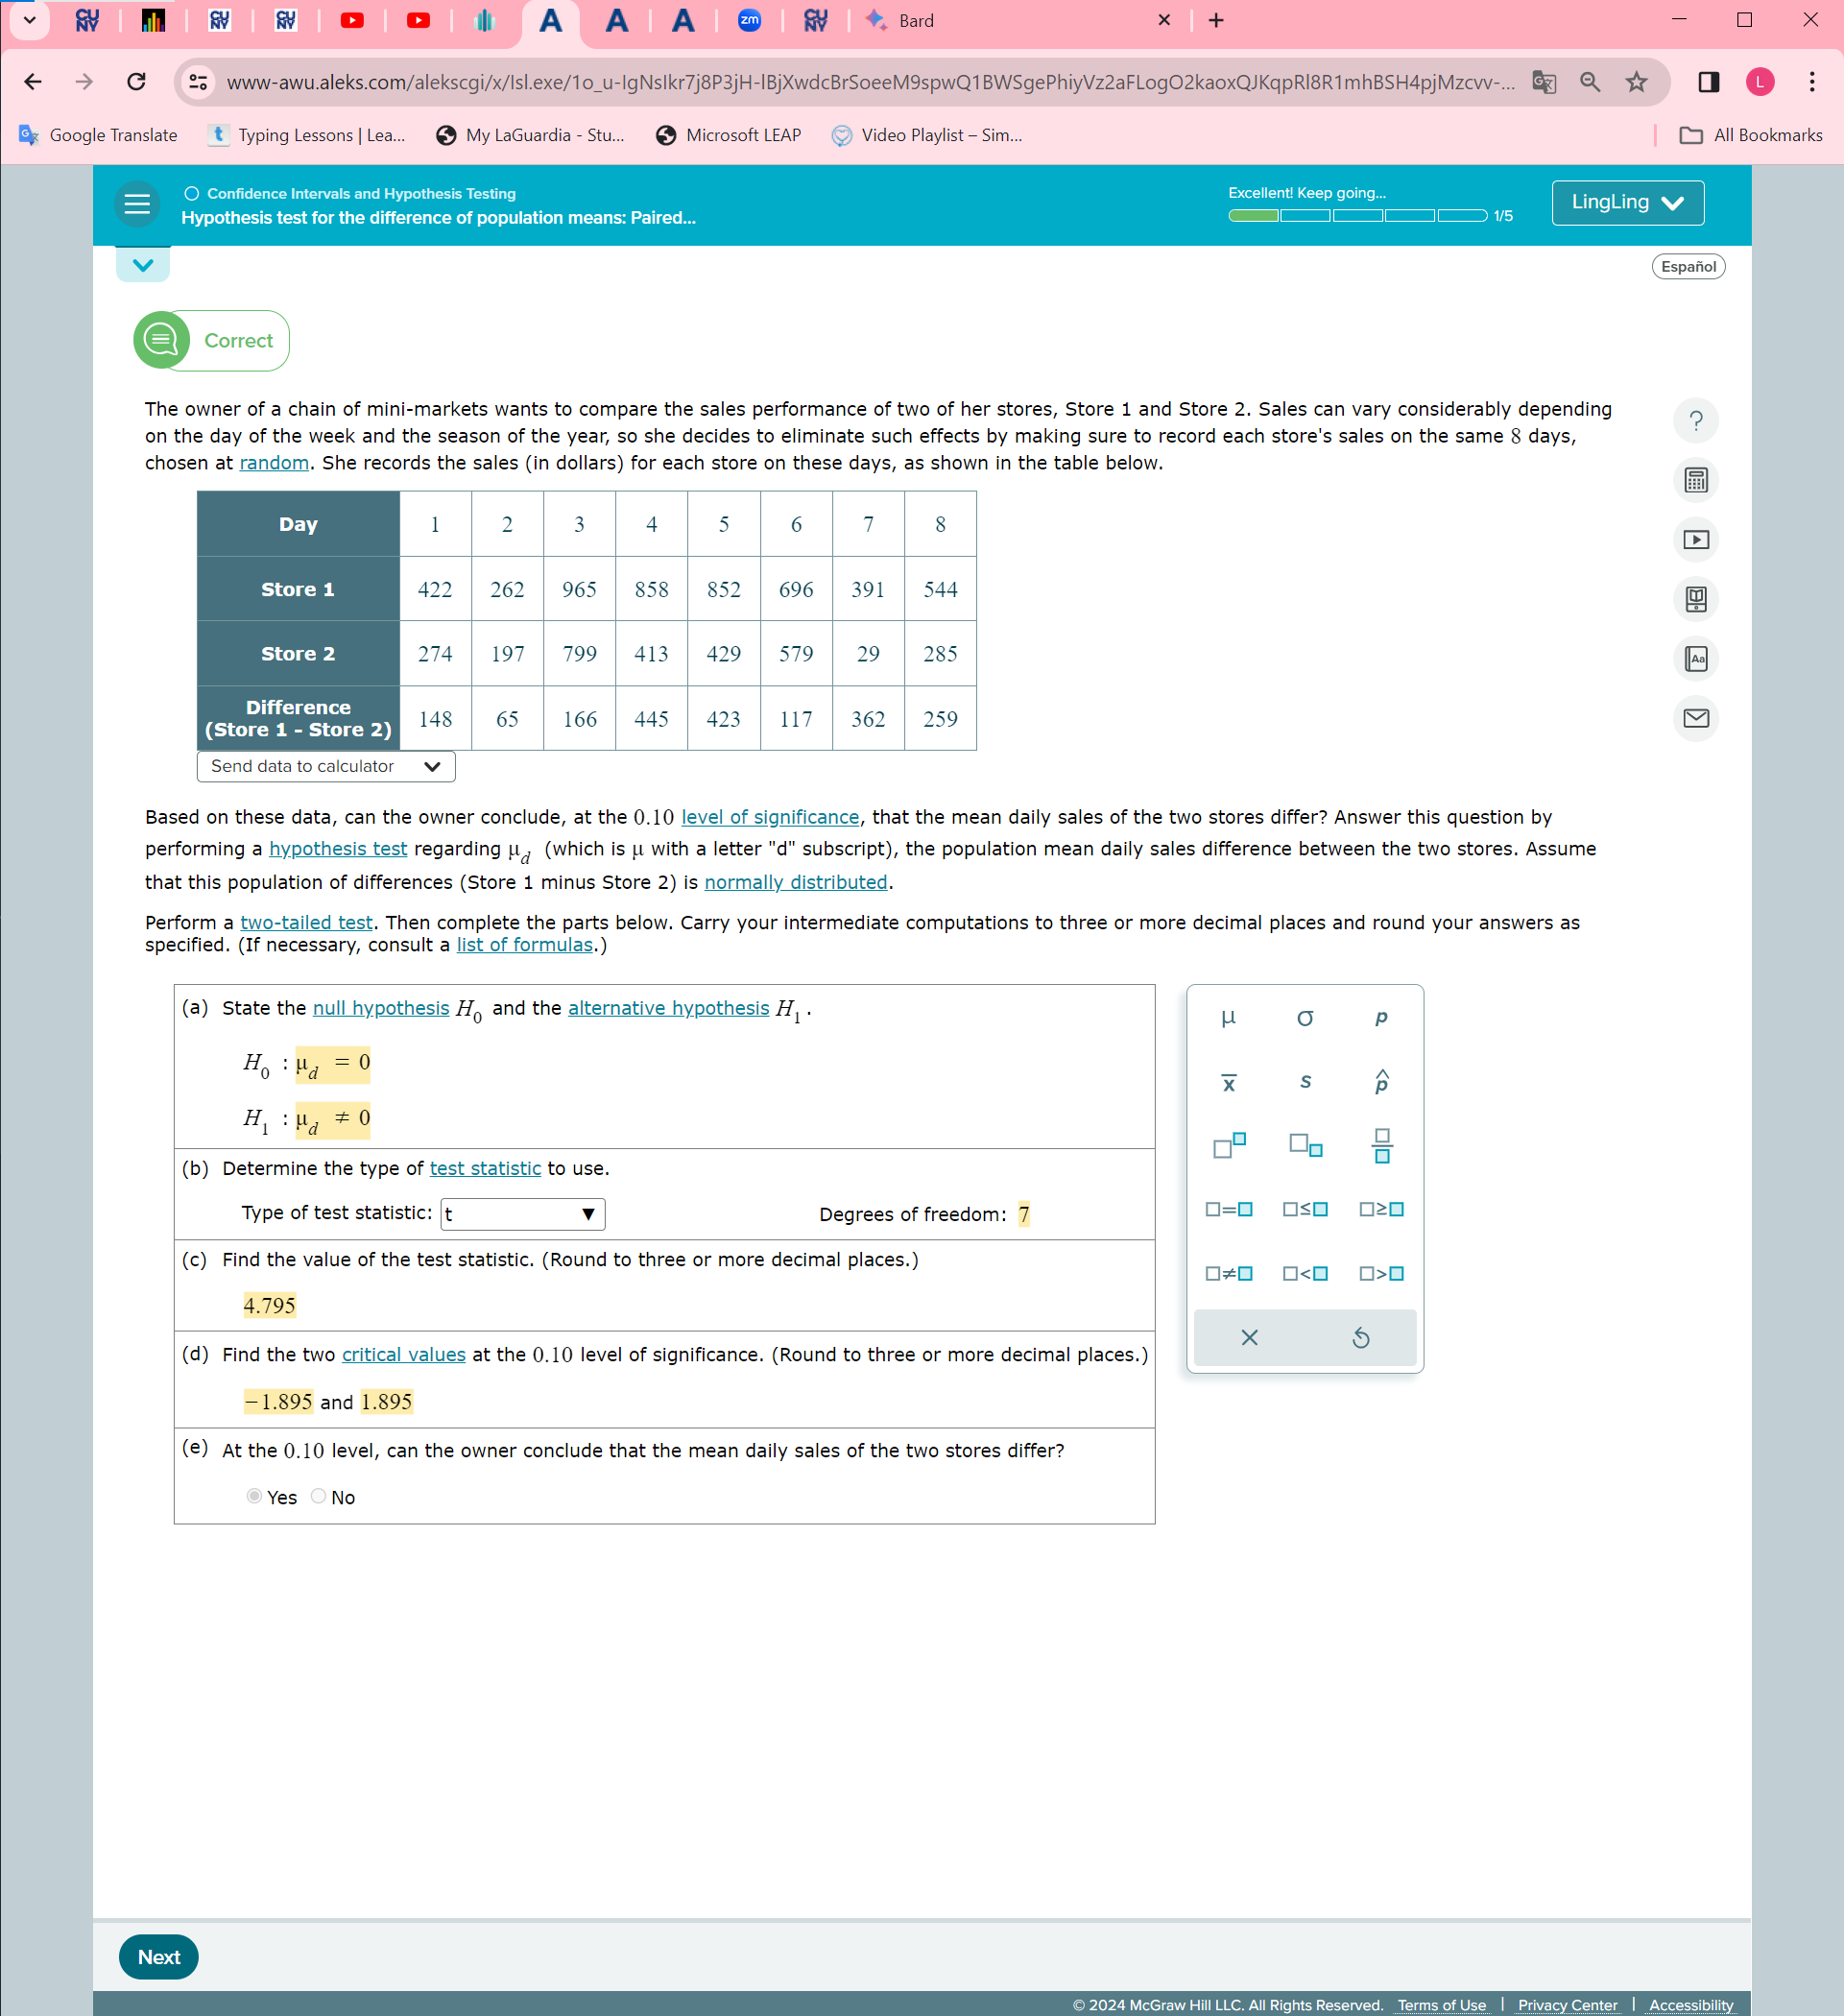 CU NY
CU NY
CU NY
A
A
A
zm
CU NY
Bard
www-awu.aleks.com/alekscgi/x/Isl.exe/1o_u-IgNsIkr7j8P3jH-IBjXwdcBrSoeeM9spwQ1BWSgePhiyVz2aFLogO2kaoxQJKqpRl8R1mhBSH4pjMzcvv-...
L
Google Translate
t Typing Lessons | Lea...
My LaGuardia - Stu...
Microsoft LEAP
Video Playlist – Sim...
All Bookmarks
Confidence Intervals and Hypothesis Testing
Hypothesis test for the difference of population means: Paired...
Excellent! Keep going...
1/5
LingLing
Español
Correct
The owner of a chain of mini-markets wants to compare the sales performance of two of her stores, Store 1 and Store 2. Sales can vary considerably depending
on the day of the week and the season of the year, so she decides to eliminate such effects by making sure to record each store's sales on the same 8 days,
chosen at random. She records the sales (in dollars) for each store on these days, as shown in the table below.
Day 1 2 3 4 5 6 7 8
Store 1 422 262 965 858 852 696 391 544
Store 2 274 197 799 413 429 579 29 285
Difference
(Store 1 - Store 2) 148 65 166 445 423 117 362 259
Send data to calculator
Based on these data, can the owner conclude, at the 0.10 level of significance, that the mean daily sales of the two stores differ? Answer this question by
performing a hypothesis test regarding μd (which is μ with a letter "d" subscript), the population mean daily sales difference between the two stores. Assume
that this population of differences (Store 1 minus Store 2) is normally distributed.
Perform a two-tailed test. Then complete the parts below. Carry your intermediate computations to three or more decimal places and round your answers as
specified. (If necessary, consult a list of formulas.)
(a) State the null hypothesis H0 and the alternative hypothesis H1.
H0 : μd = 0
H1 : μd ≠ 0
(b) Determine the type of test statistic to use.
Type of test statistic: t ▼ Degrees of freedom: 7
(c) Find the value of the test statistic. (Round to three or more decimal places.)
4.795
(d) Find the two critical values at the 0.10 level of significance. (Round to three or more decimal places.)
−1.895 and 1.895
(e) At the 0.10 level, can the owner conclude that the mean daily sales of the two stores differ?
Yes No
μ σ p
x̄ s p̂
□=□ □≤□ □≥□
□≠□ □<□ □>□
?
Aa
Next
© 2024 McGraw Hill LLC. All Rights Reserved. Terms of Use | Privacy Center | Accessibility